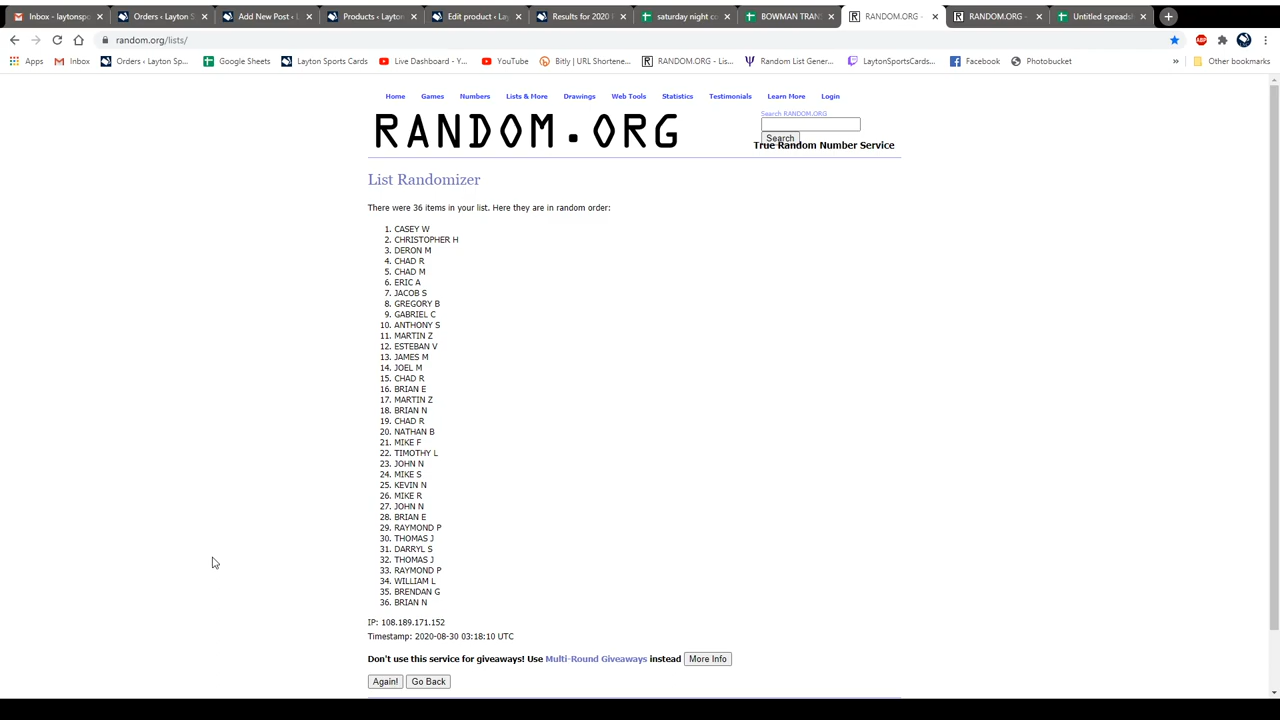 Inbox - laytonspo
Orders ‹ Layton S
Add New Post ‹ L
Products ‹ Layton
Edit product ‹ Lay
Results for 2020
saturday night c
BOWMAN TRAN
RANDOM.ORG -
RANDOM.ORG -
Untitled spreads
random.org/lists/
Apps
Inbox
Orders ‹ Layton Sp...
Google Sheets
Layton Sports Cards
Live Dashboard - Y...
YouTube
Bitly | URL Shortene...
RANDOM.ORG - Lis...
Random List Gener...
LaytonSportsCards...
Facebook
Photobucket
»
Other bookmarks
Home Games Numbers Lists & More Drawings Web Tools Statistics Testimonials Learn More Login
RANDOM.ORG
Search RANDOM.ORG
Search
True Random Number Service
List Randomizer
There were 36 items in your list. Here they are in random order:
1. CASEY W
2. CHRISTOPHER H
3. DERON M
4. CHAD R
5. CHAD M
6. ERIC A
7. JACOB S
8. GREGORY B
9. GABRIEL C
10. ANTHONY S
11. MARTIN Z
12. ESTEBAN V
13. JAMES M
14. JOEL M
15. CHAD R
16. BRIAN E
17. MARTIN Z
18. BRIAN N
19. CHAD R
20. NATHAN B
21. MIKE F
22. TIMOTHY L
23. JOHN N
24. MIKE S
25. KEVIN N
26. MIKE R
27. JOHN N
28. BRIAN E
29. RAYMOND P
30. THOMAS J
31. DARRYL S
32. THOMAS J
33. RAYMOND P
34. WILLIAM L
35. BRENDAN G
36. BRIAN N
IP: 108.189.171.152
Timestamp: 2020-08-30 03:18:10 UTC
Don't use this service for giveaways! Use Multi-Round Giveaways instead More Info
Again! Go Back